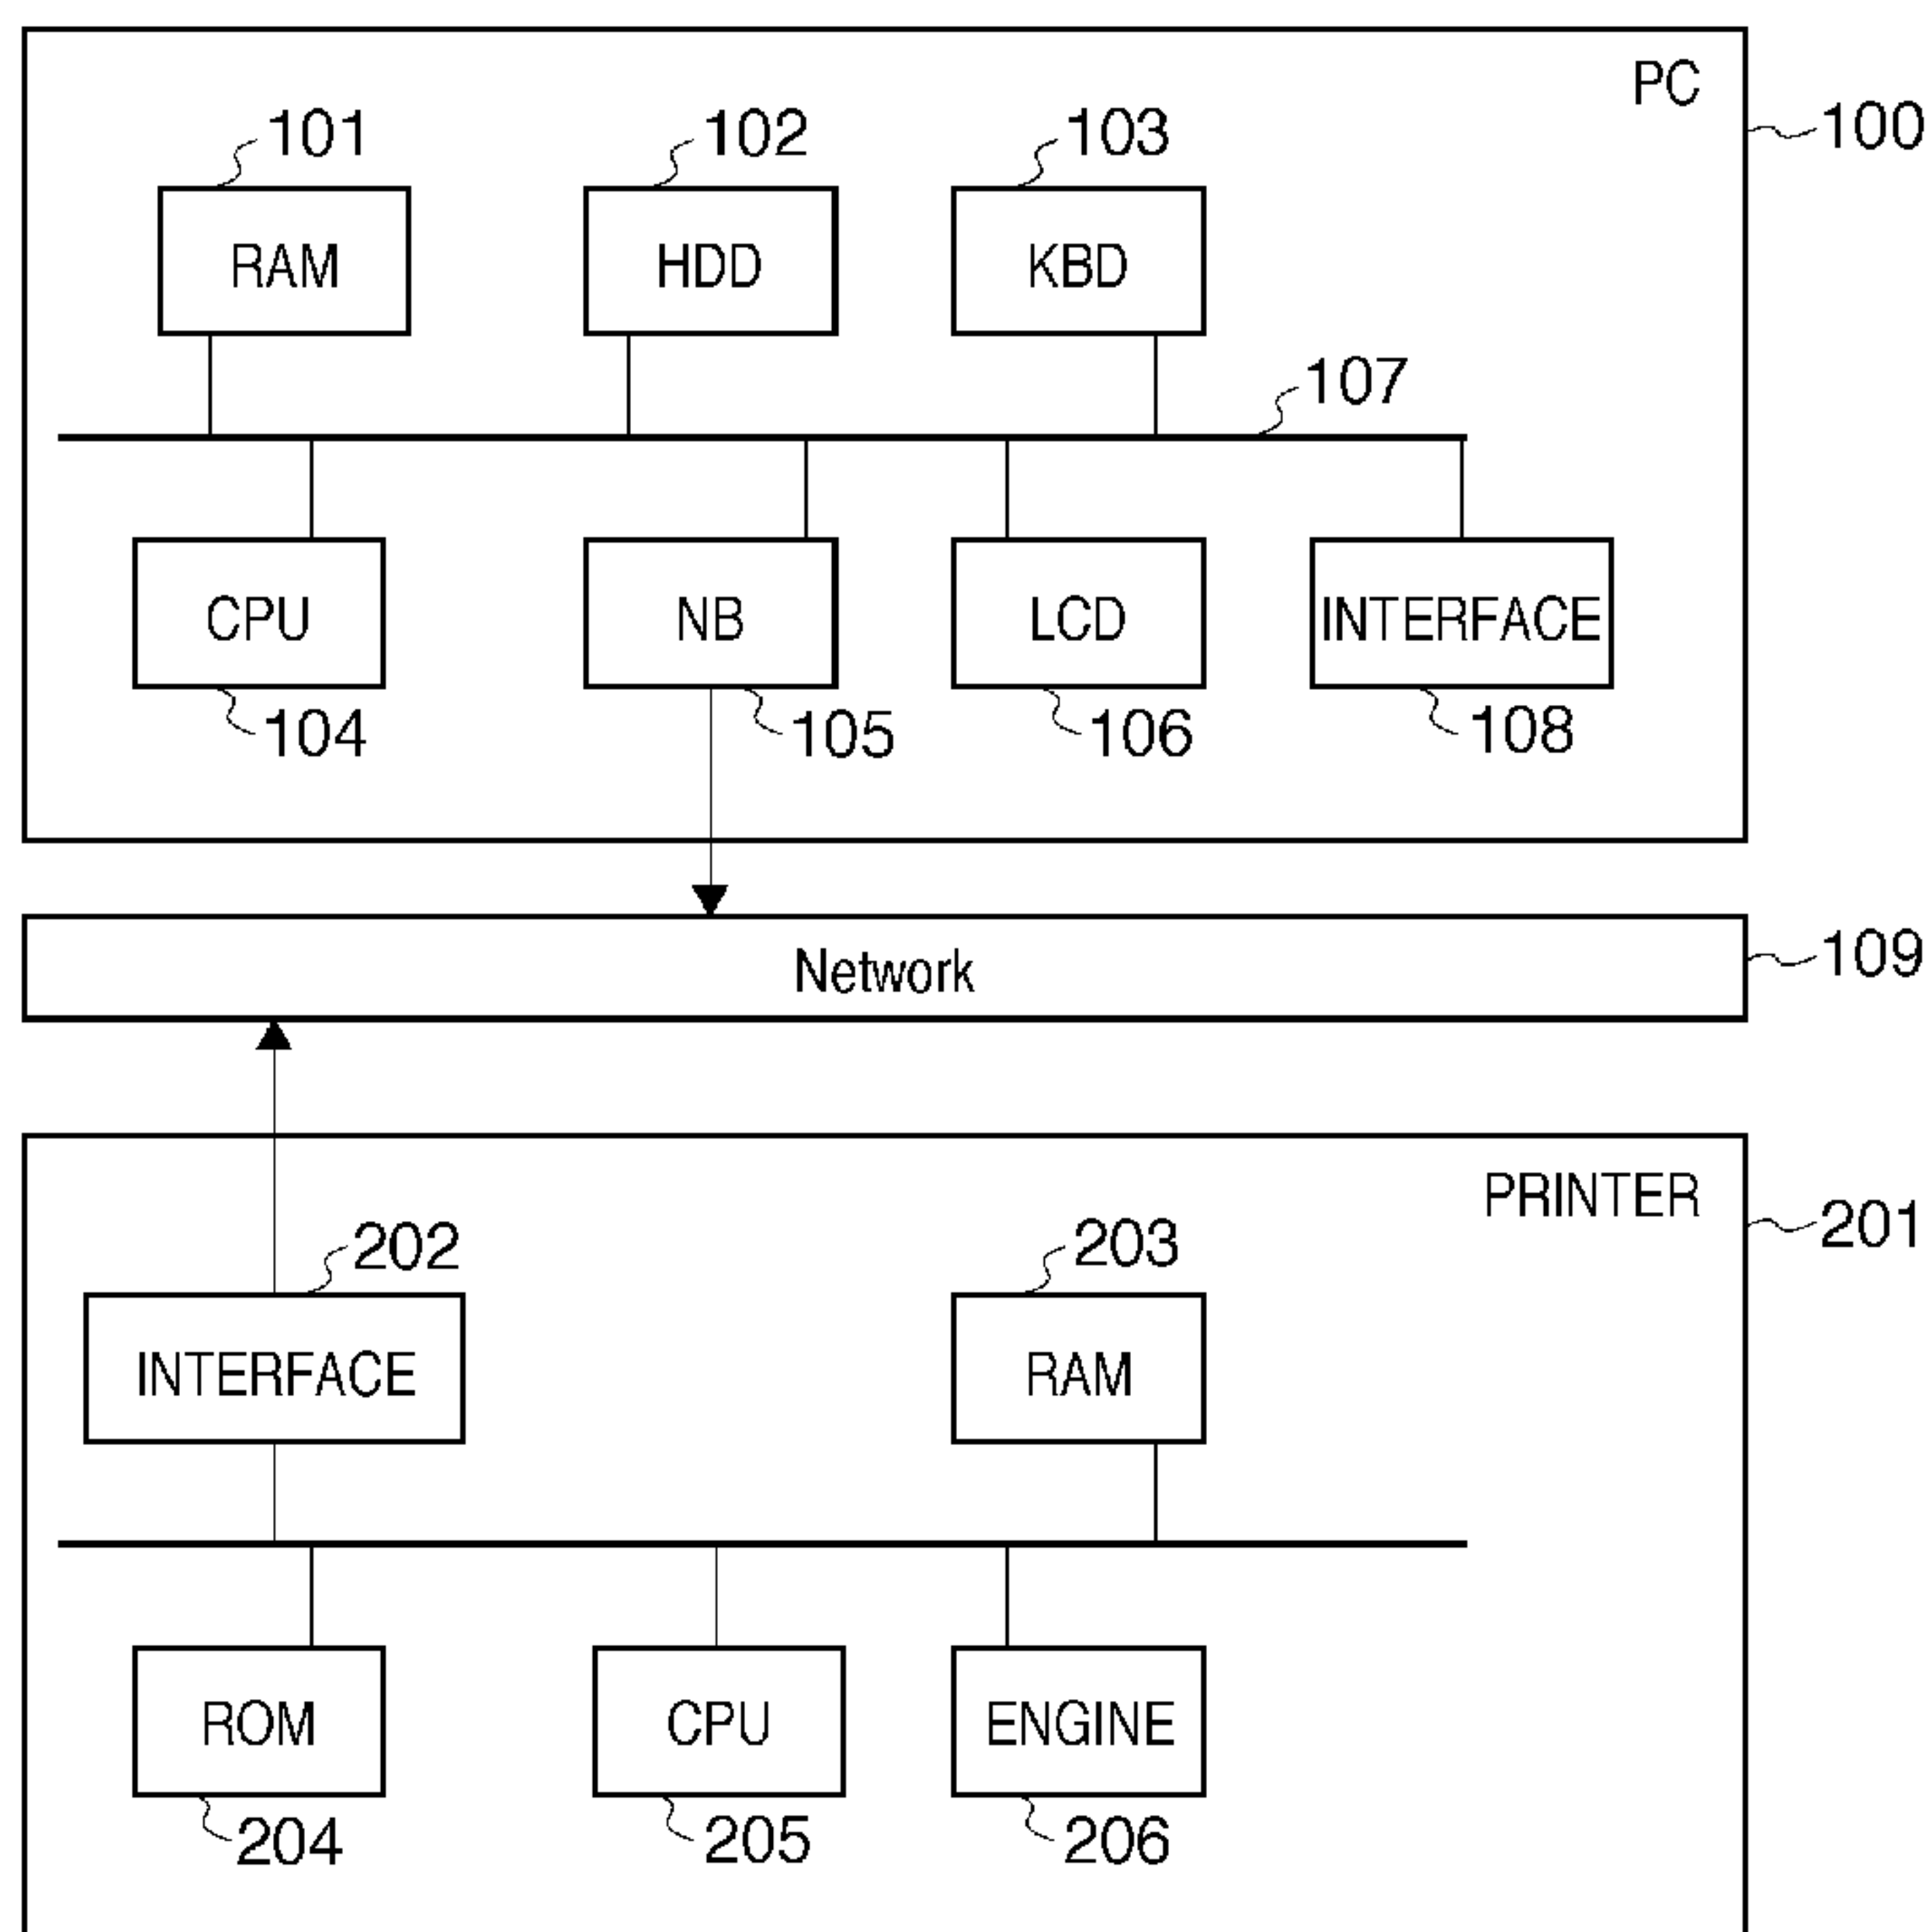 PC
100
101
102
103
RAM
HDD
KBD
107
CPU
NB
LCD
INTERFACE
104
105
106
108
Network
109
PRINTER
201
202
203
INTERFACE
RAM
ROM
CPU
ENGINE
204
205
206